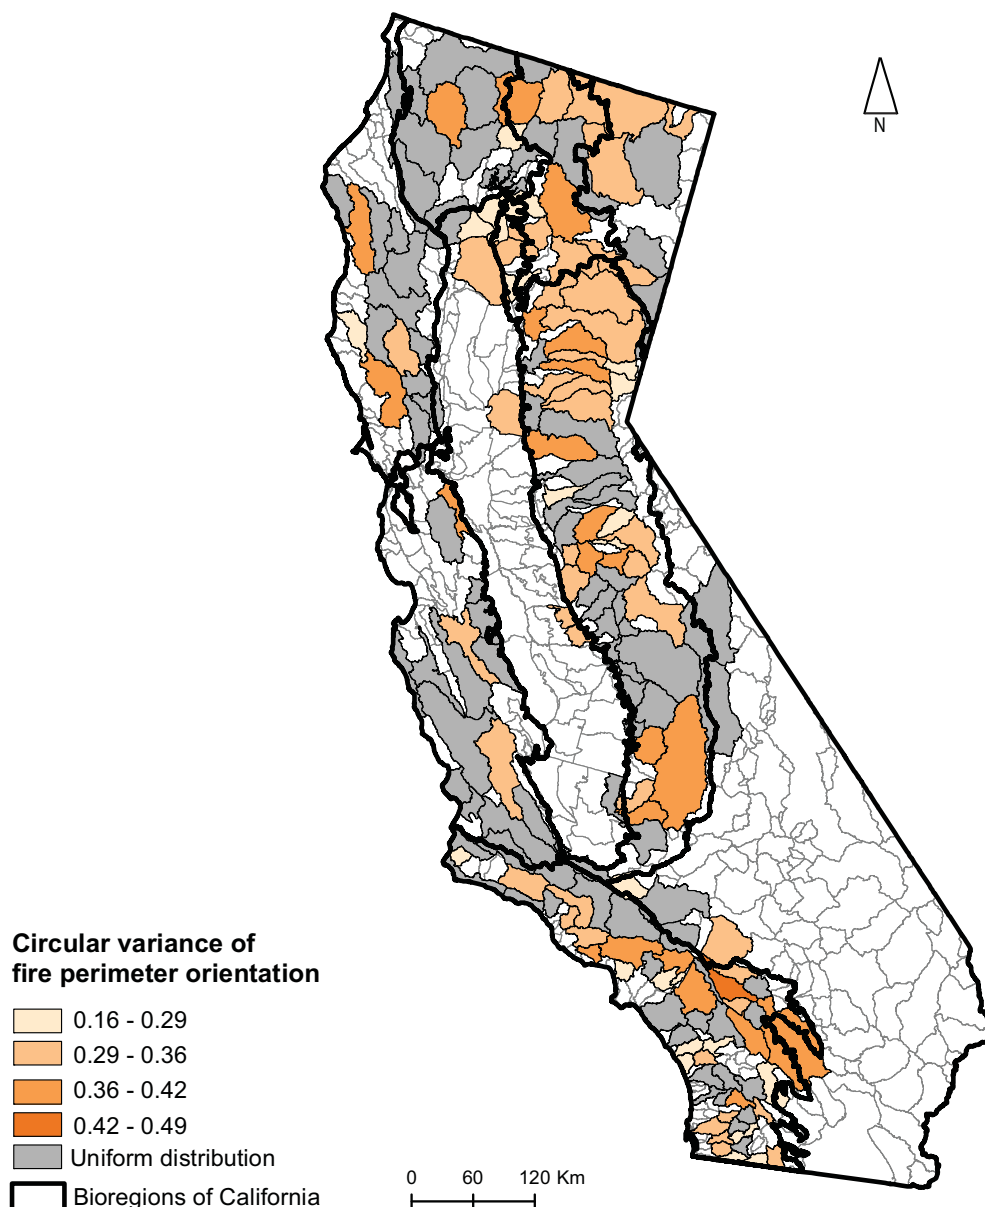 N
Circular variance of
fire perimeter orientation
0.16 - 0.29
0.29 - 0.36
0.36 - 0.42
0.42 - 0.49
Uniform distribution
Bioregions of California
0 60 120 Km